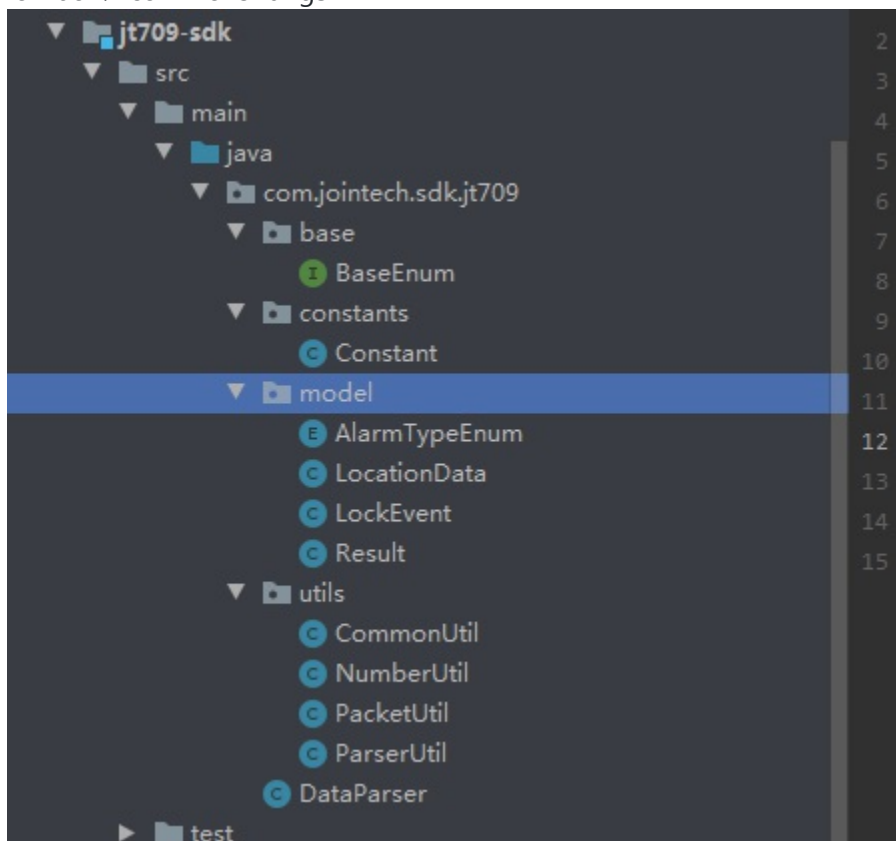 jt709-sdk
src
main
java
com.jointech.sdk.jt709
base
BaseEnum
constants
Constant
model
AlarmTypeEnum
LocationData
LockEvent
Result
utils
CommonUtil
NumberUtil
PacketUtil
ParserUtil
DataParser
test
2
3
4
5
6
7
8
9
10
11
12
13
14
15